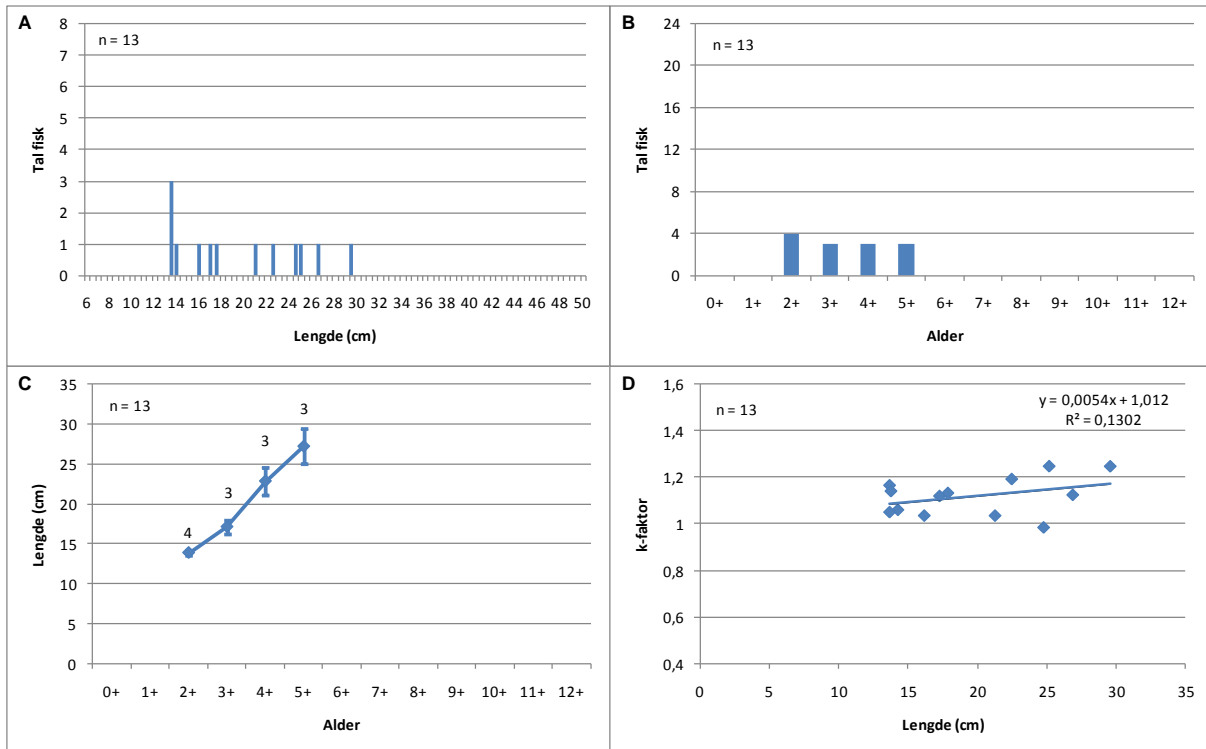 A
n = 13
Tal fisk
8
7
6
5
4
3
2
1
0
6 8 10 12 14 16 18 20 22 24 26 28 30 32 34 36 38 40 42 44 46 48 50
Lengde (cm)
B
n = 13
Tal fisk
24
20
16
12
8
4
0
0+ 1+ 2+ 3+ 4+ 5+ 6+ 7+ 8+ 9+ 10+ 11+ 12+
Alder
C
n = 13
Lengde (cm)
35
30
25
20
15
10
5
0
4
3
3
3
0+ 1+ 2+ 3+ 4+ 5+ 6+ 7+ 8+ 9+ 10+ 11+ 12+
Alder
D
n = 13
y = 0,0054x + 1,012
R² = 0,1302
k-faktor
1,6
1,4
1,2
1
0,8
0,6
0,4
0 5 10 15 20 25 30 35
Lengde (cm)